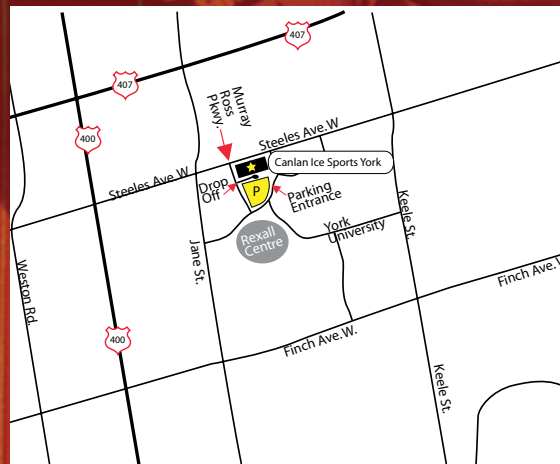 407
407
400
Murray
Ross
Pkwy.
Steeles Ave. W
Canlan Ice Sports York
Steeles Ave. W
Drop
Off
P
Parking
Entrance
Keele St.
York
University
Rexall
Centre
Jane St.
Weston Rd.
Finch Ave. W.
400
Finch Ave. W.
Keele St.